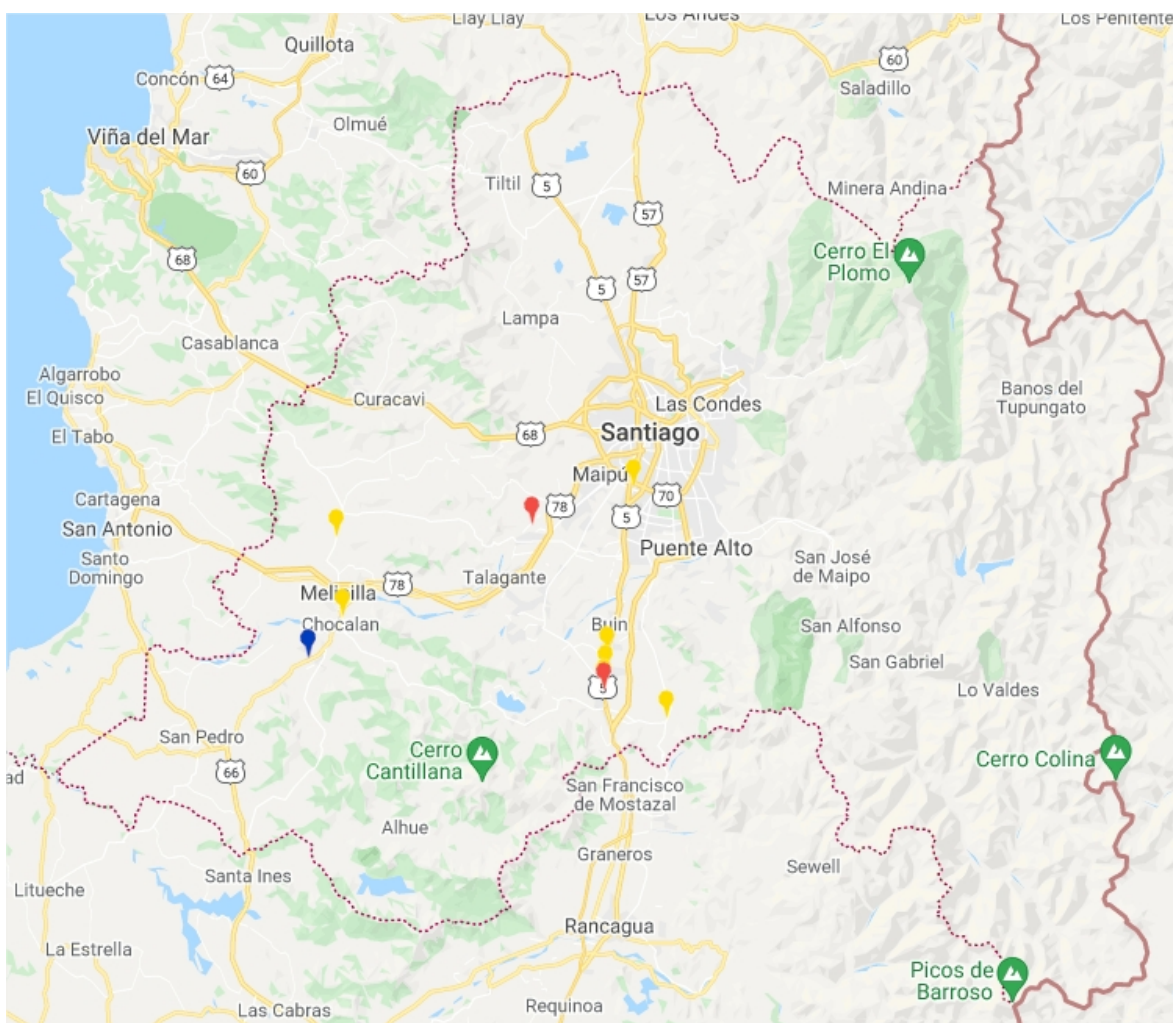 Llay Llay
Los Andes
Los Penitente
Quillota
Concón
64
60
Saladillo
Olmué
Viña del Mar
60
Tiltil
5
Minera Andina
57
68
Cerro El
Plomo
57
5
Lampa
Casablanca
Algarrobo
El Quisco
Curacavi
Las Condes
Banos del
Tupungato
El Tabo
68
Santiago
Maipú
Cartagena
78
70
San Antonio
5
Puente Alto
Santo
Domingo
San José
de Maipo
Talagante
78
Melipilla
Chocalan
Buin
San Alfonso
San Gabriel
5
Lo Valdes
San Pedro
Cerro
Cantillana
Cerro Colina
66
ad
San Francisco
de Mostazal
Alhue
Graneros
Sewell
Santa Ines
Litueche
Rancagua
La Estrella
Picos de
Barroso
Las Cabras
Requinoa